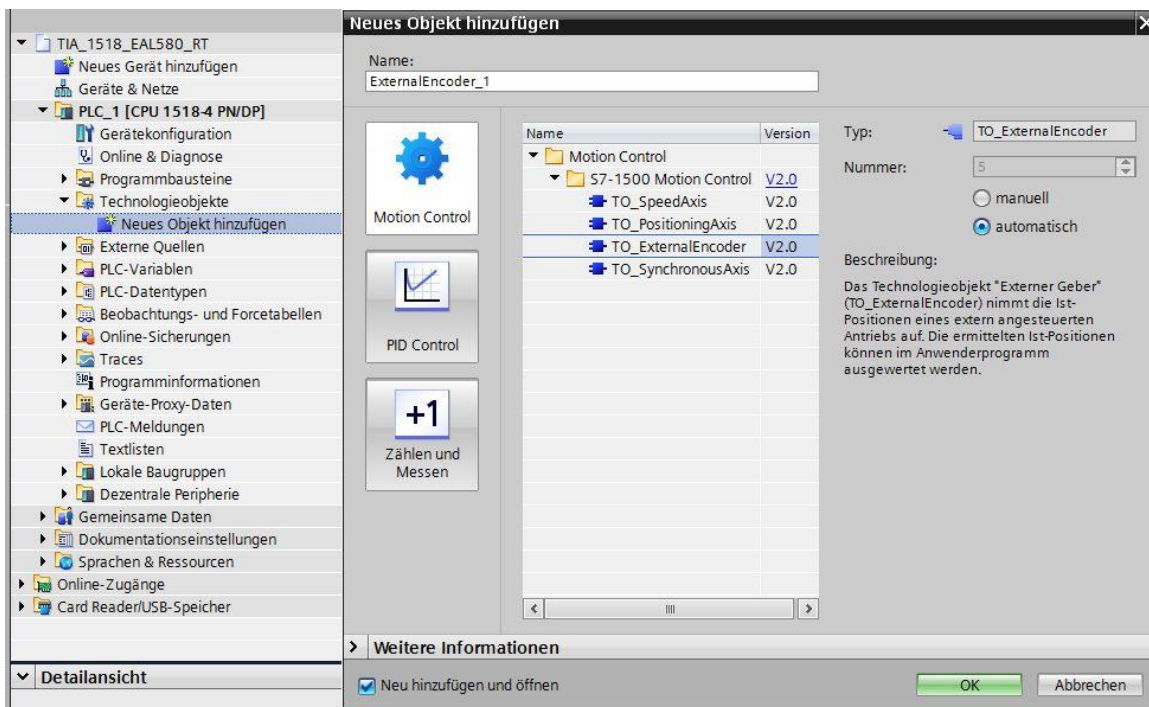 TIA_1518_EAL580_RT
Neues Gerät hinzufügen
Geräte & Netze
PLC_1 [CPU 1518-4 PN/DP]
Gerätekonfiguration
Online & Diagnose
Programmbausteine
Technologieobjekte
Neues Objekt hinzufügen
Externe Quellen
PLC-Variablen
PLC-Datentypen
Beobachtungs- und Forcetabellen
Online-Sicherungen
Traces
Programminformationen
Geräte-Proxy-Daten
PLC-Meldungen
Textlisten
Lokale Baugruppen
Dezentrale Peripherie
Gemeinsame Daten
Dokumentationseinstellungen
Sprachen & Ressourcen
Online-Zugänge
Card Reader/USB-Speicher
Detailansicht
Neues Objekt hinzufügen
Name:
ExternalEncoder_1
Motion Control
PID Control
+1
Zählen und
Messen
Name Version
Motion Control
S7-1500 Motion Control V2.0
TO_SpeedAxis V2.0
TO_PositioningAxis V2.0
TO_ExternalEncoder V2.0
TO_SynchronousAxis V2.0
Typ: TO_ExternalEncoder
Nummer: 5
manuell
automatisch
Beschreibung:
Das Technologieobjekt "Externer Geber"
(TO_ExternalEncoder) nimmt die Ist-
Positionen eines extern angesteuerten
Antriebs auf. Die ermittelten Ist-Positionen
können im Anwenderprogramm
ausgewertet werden.
Weitere Informationen
Neu hinzufügen und öffnen
OK Abbrechen